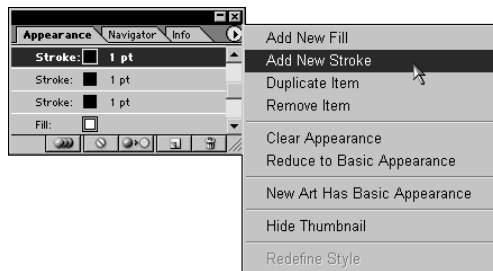 Appearance Navigator Info
Stroke: 1 pt
Stroke: 1 pt
Stroke: 1 pt
Fill:
Add New Fill
Add New Stroke
Duplicate Item
Remove Item
Clear Appearance
Reduce to Basic Appearance
New Art Has Basic Appearance
Hide Thumbnail
Redefine Style